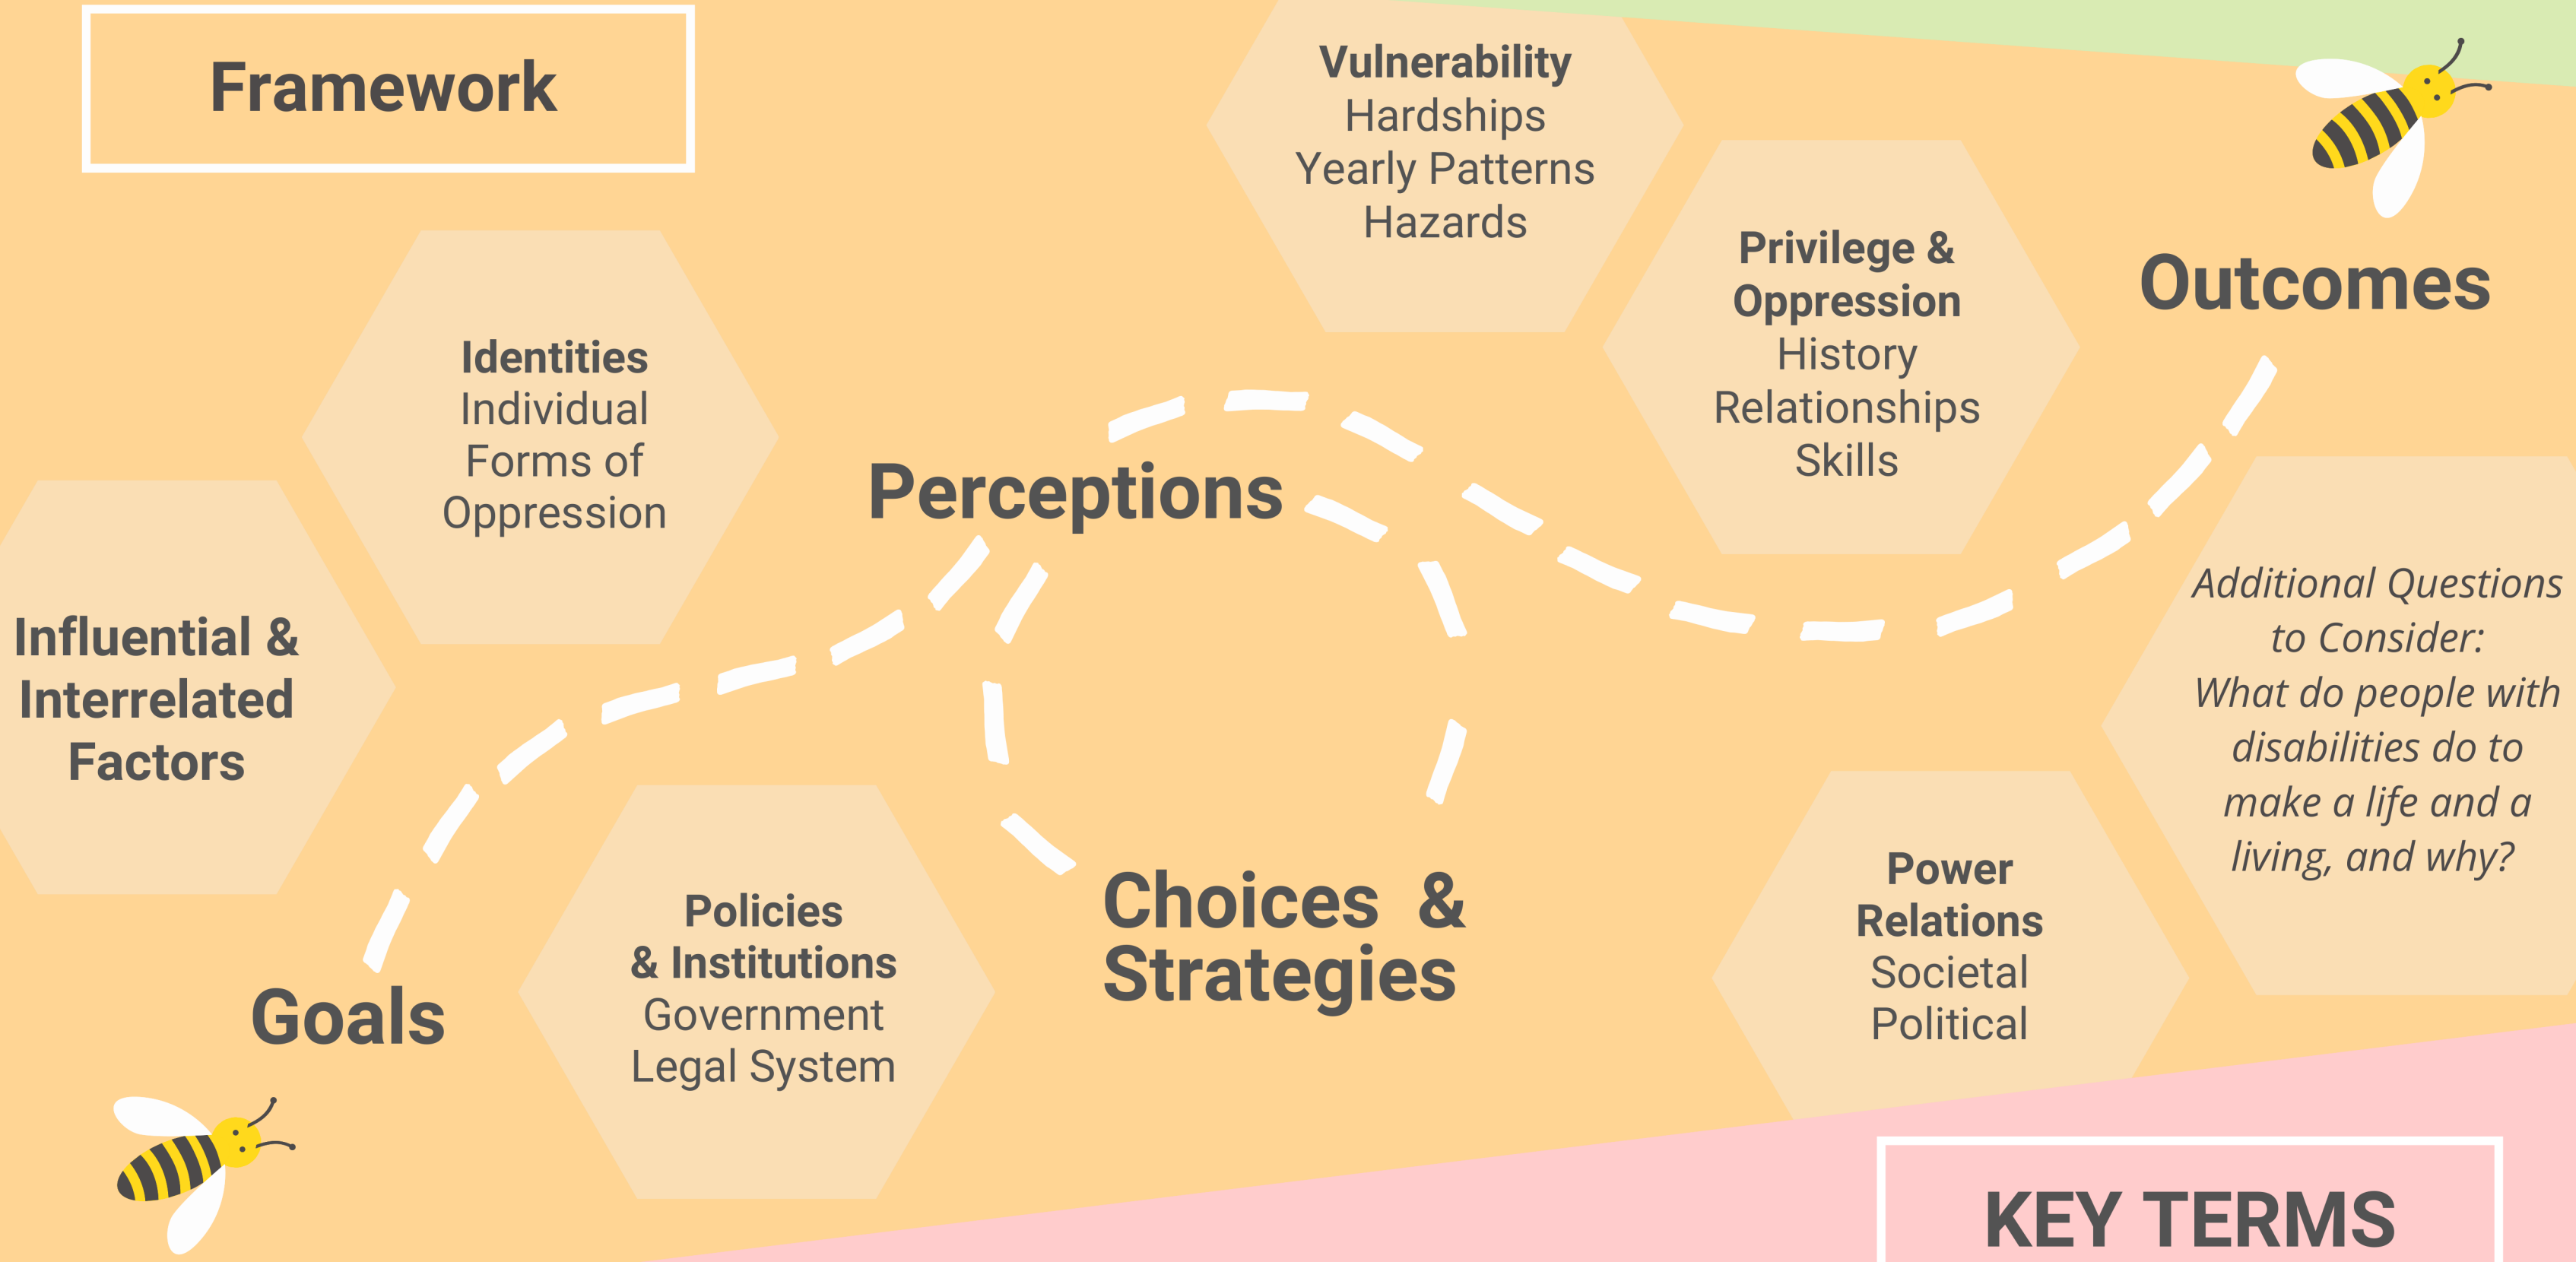 Framework
Influential &
Interrelated
Factors
Identities
Individual
Forms of
Oppression
Goals
Policies
& Institutions
Government
Legal System
Perceptions
Choices &
Strategies
Vulnerability
Hardships
Yearly Patterns
Hazards
Privilege &
Oppression
History
Relationships
Skills
Power
Relations
Societal
Political
Outcomes
Additional Questions
to Consider:
What do people with
disabilities do to
make a life and a
living, and why?
KEY TERMS